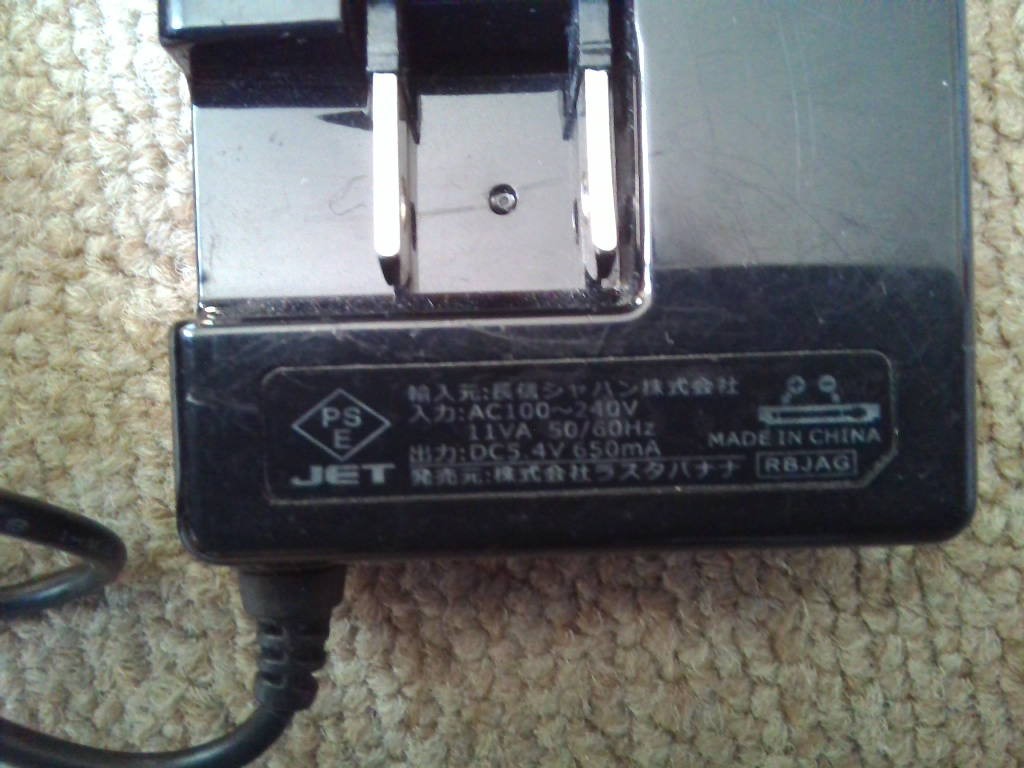 PS
E
JET
輸入元:長信ジャパン株式会社
入力:AC100～240V
11VA 50/60Hz
出力:DC5.4V 650mA
発売元:株式会社ラスタバナナ
MADE IN CHINA
RBJAG